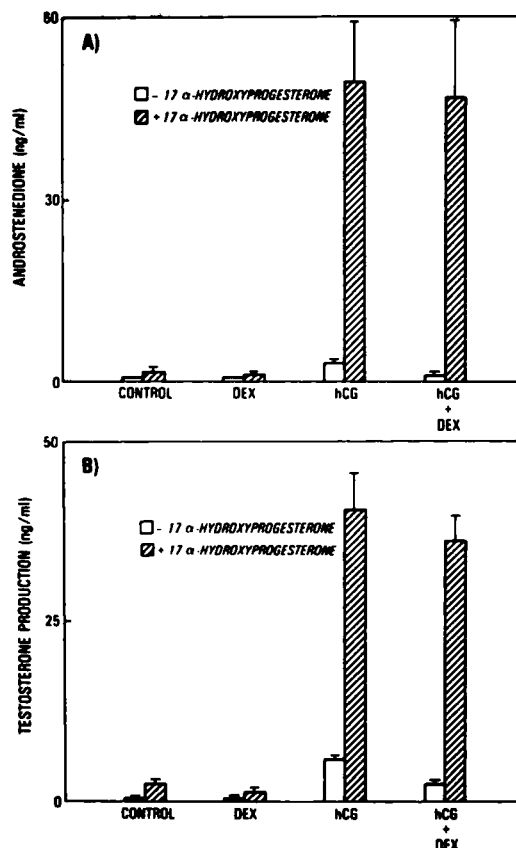 A)
60
- 17 α-HYDROXYPROGESTERONE
+ 17 α-HYDROXYPROGESTERONE
30
ANDROSTENEDIONE (ng/ml)
0
CONTROL DEX hCG hCG
+
DEX
B)
50
- 17 α-HYDROXYPROGESTERONE
+ 17 α-HYDROXYPROGESTERONE
25
TESTOSTERONE PRODUCTION (ng/ml)
0
CONTROL DEX hCG hCG
+
DEX